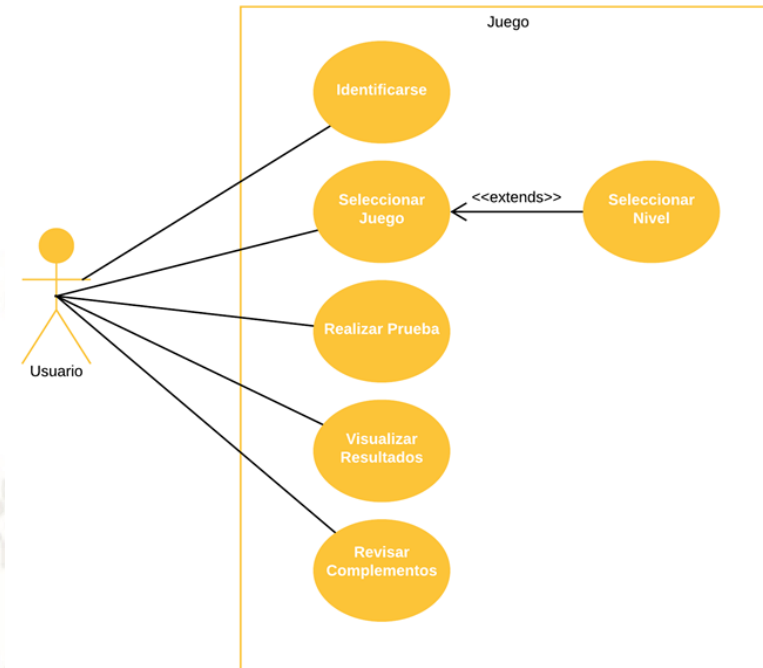 Juego
Identificarse
Seleccionar
Juego
<<extends>>
Seleccionar
Nivel
Realizar Prueba
Usuario
Visualizar
Resultados
Revisar
Complementos